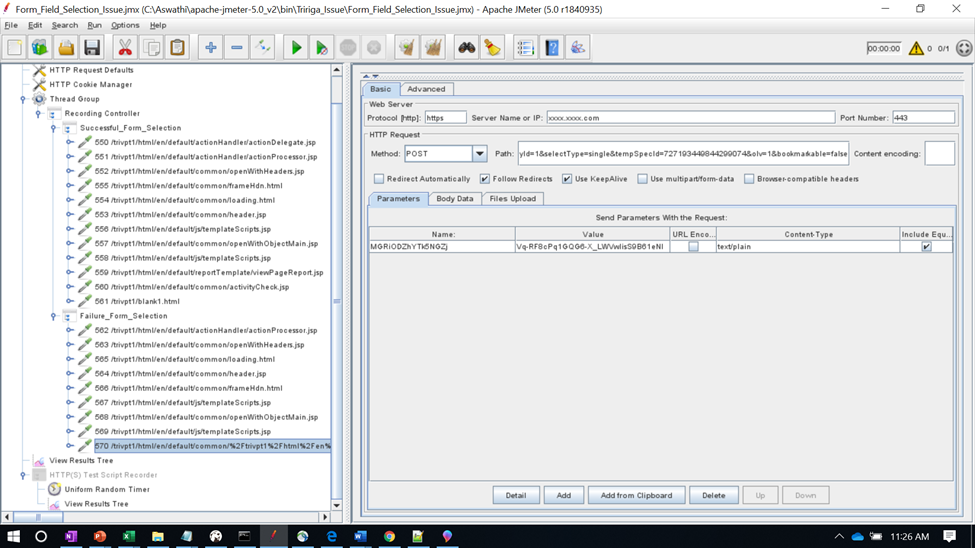 Form_Field_Selection_Issue.jmx (C:\Aswathi\apache-jmeter-5.0_v2\bin\Tririga_Issue\Form_Field_Selection_Issue.jmx) - Apache JMeter (5.0 r1840935)
File Edit Search Run Options Help
00:00:00 0 0/1
HTTP Request Defaults
HTTP Cookie Manager
Thread Group
Recording Controller
Successful_Form_Selection
550 /trivpt1/html/en/default/actionHandler/actionDelegate.jsp
551 /trivpt1/html/en/default/actionHandler/actionProcessor.jsp
552 /trivpt1/html/en/default/common/openWithHeaders.jsp
555 /trivpt1/html/en/default/common/frameHdn.html
554 /trivpt1/html/en/default/common/loading.html
553 /trivpt1/html/en/default/common/header.jsp
556 /trivpt1/html/en/default/js/templateScripts.jsp
557 /trivpt1/html/en/default/common/openWithObjectMain.jsp
558 /trivpt1/html/en/default/js/templateScripts.jsp
559 /trivpt1/html/en/default/reportTemplate/viewPageReport.jsp
560 /trivpt1/html/en/default/common/activityCheck.jsp
561 /trivpt1/blank1.html
Failure_Form_Selection
562 /trivpt1/html/en/default/actionHandler/actionProcessor.jsp
563 /trivpt1/html/en/default/common/openWithHeaders.jsp
565 /trivpt1/html/en/default/common/loading.html
564 /trivpt1/html/en/default/common/header.jsp
566 /trivpt1/html/en/default/common/frameHdn.html
567 /trivpt1/html/en/default/js/templateScripts.jsp
568 /trivpt1/html/en/default/common/openWithObjectMain.jsp
569 /trivpt1/html/en/default/js/templateScripts.jsp
570 /trivpt1/html/en/default/common/%2Ftrivpt1%2Fhtml%2Fen%
View Results Tree
HTTP(S) Test Script Recorder
Uniform Random Timer
View Results Tree
Basic Advanced
Web Server
Protocol [http]: https Server Name or IP: xxxx.xxxx.com Port Number: 443
HTTP Request
Method: POST Path: yId=1&selectType=single&tempSpecId=727193449844299074&olv=1&bookmarkable=false Content encoding:
Redirect Automatically Follow Redirects Use KeepAlive Use multipart/form-data Browser-compatible headers
Parameters Body Data Files Upload
Send Parameters With the Request:
Name: Value URL Enco... Content-Type Include Equ...
MGRiODZhYTk5NGZj Vq-RF8cPq1GQG6-X_LWVwlisS9B61eNl text/plain
Detail Add Add from Clipboard Delete Up Down
11:26 AM